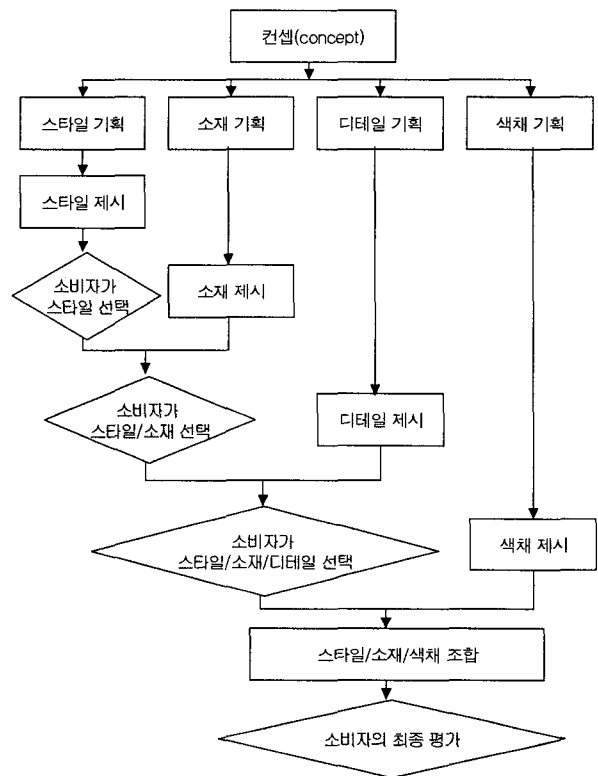 컨셉(concept)
스타일 기획
소재 기획
디테일 기획
색채 기획
스타일 제시
소비자가
스타일 선택
소재 제시
소비자가
스타일/소재 선택
디테일 제시
소비자가
스타일/소재/디테일 선택
색채 제시
스타일/소재/색채 조합
소비자의 최종 평가